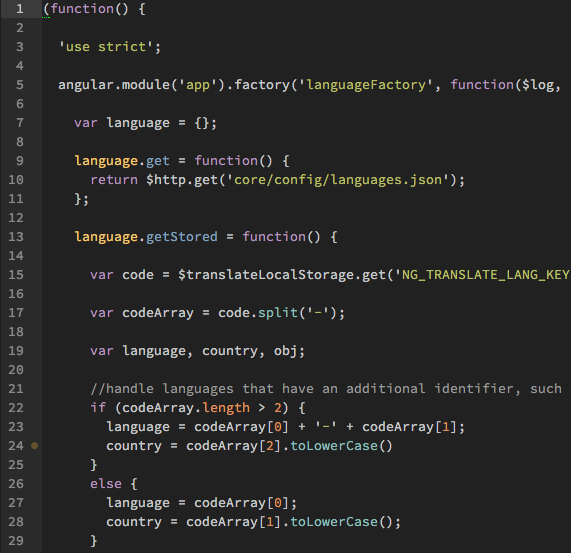 1 (function() {
2
3 'use strict';
4
5 angular.module('app').factory('languageFactory', function($log,
6
7 var language = {};
8
9 language.get = function() {
10 return $http.get('core/config/languages.json');
11 };
12
13 language.getStored = function() {
14
15 var code = $translateLocalStorage.get('NG_TRANSLATE_LANG_KEY
16
17 var codeArray = code.split('-');
18
19 var language, country, obj;
20
21 //handle languages that have an additional identifier, such
22 if (codeArray.length > 2) {
23 language = codeArray[0] + '-' + codeArray[1];
24 country = codeArray[2].toLowerCase()
25 }
26 else {
27 language = codeArray[0];
28 country = codeArray[1].toLowerCase();
29 }